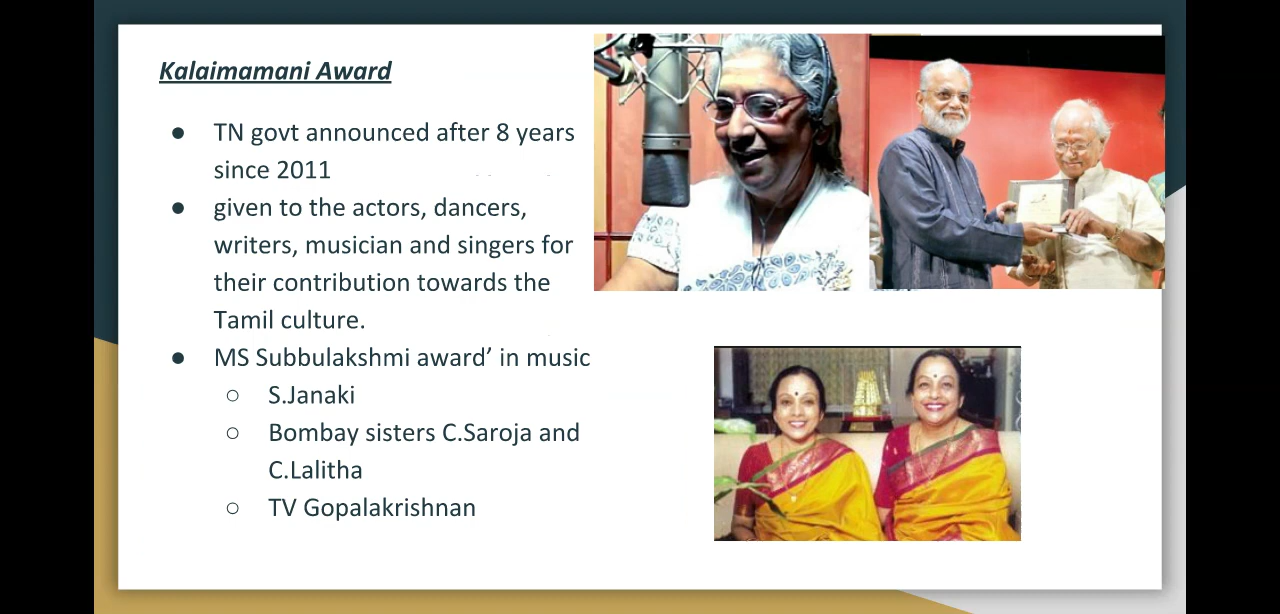 Kalaimamani Award
● TN govt announced after 8 years
since 2011
● given to the actors, dancers,
writers, musician and singers for
their contribution towards the
Tamil culture.
● MS Subbulakshmi award’ in music
○ S.Janaki
○ Bombay sisters C.Saroja and
C.Lalitha
○ TV Gopalakrishnan